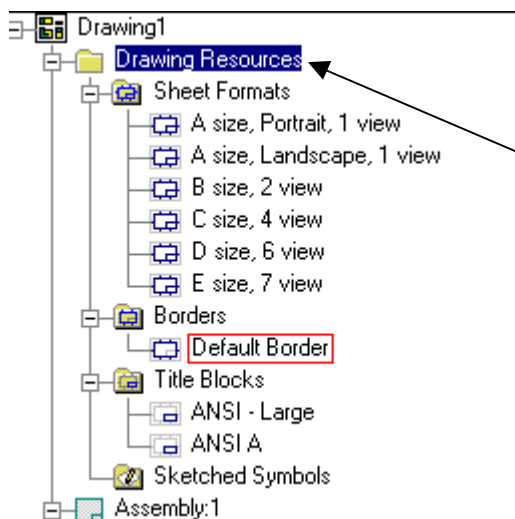 Drawing1
Drawing Resources
Sheet Formats
A size, Portrait, 1 view
A size, Landscape, 1 view
B size, 2 view
C size, 4 view
D size, 6 view
E size, 7 view
Borders
Default Border
Title Blocks
ANSI - Large
ANSI A
Sketched Symbols
Assembly:1